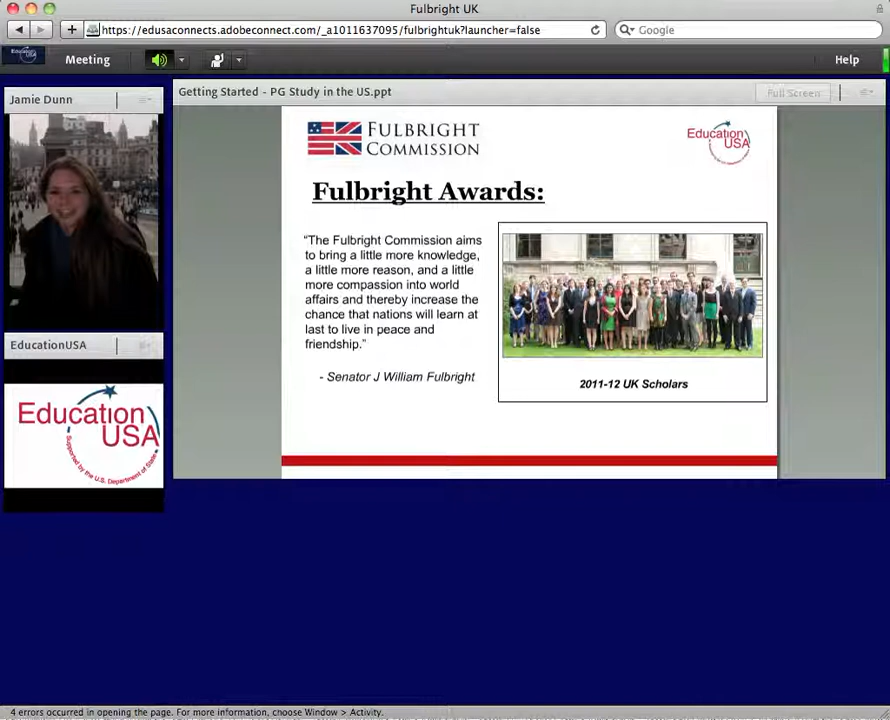 Fulbright UK
https://edusaconnects.adobeconnect.com/_a1011637095/fulbrightuk?launcher=false
Google
Meeting
Help
Jamie Dunn
Getting Started - PG Study in the US.ppt
Full Screen
FULBRIGHT
COMMISSION
Education
USA
Fulbright Awards:
“The Fulbright Commission aims
to bring a little more knowledge,
a little more reason, and a little
more compassion into world
affairs and thereby increase the
chance that nations will learn at
last to live in peace and
friendship.”
- Senator J William Fulbright
2011-12 UK Scholars
EducationUSA
Education
USA
Supported by the U.S. Department of State
4 errors occurred in opening the page. For more information, choose Window > Activity.